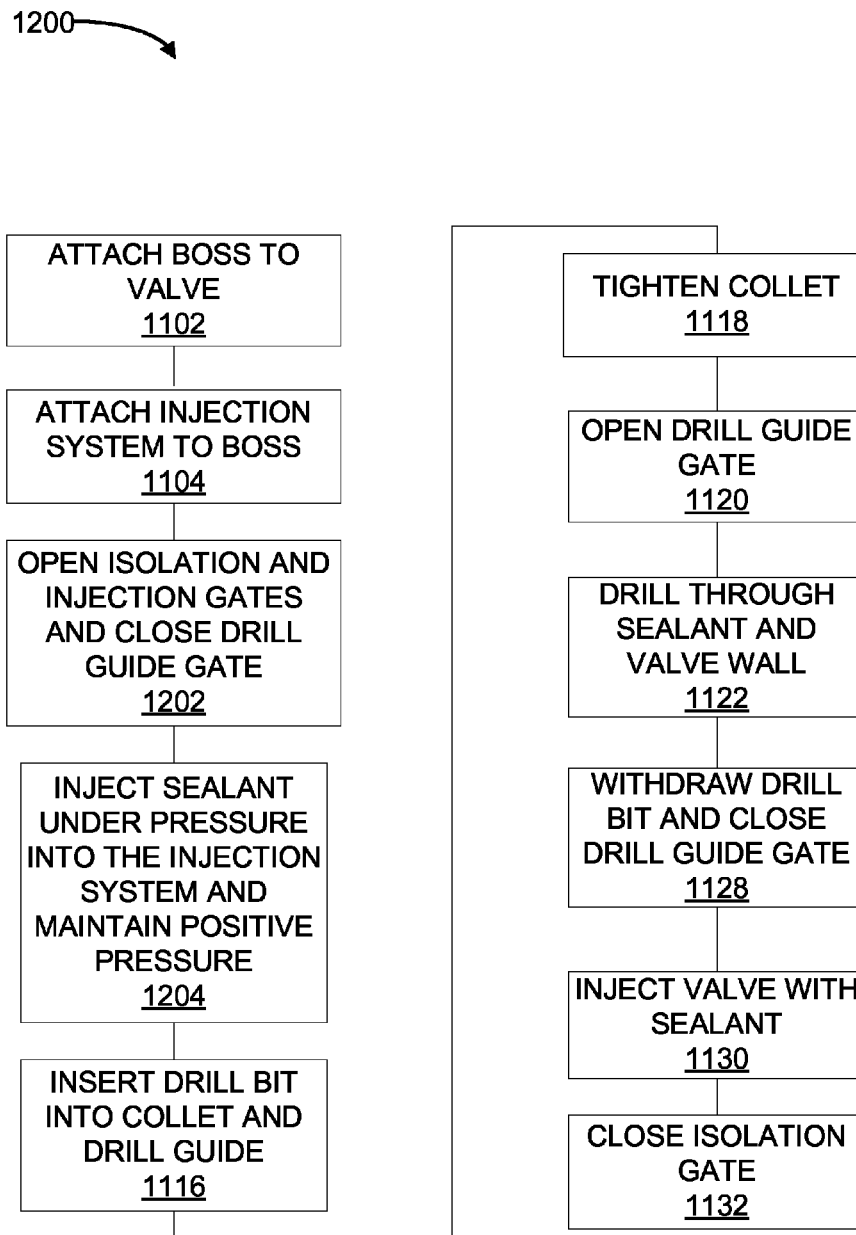 1200
ATTACH BOSS TO
VALVE
1102
ATTACH INJECTION
SYSTEM TO BOSS
1104
OPEN ISOLATION AND
INJECTION GATES
AND CLOSE DRILL
GUIDE GATE
1202
INJECT SEALANT
UNDER PRESSURE
INTO THE INJECTION
SYSTEM AND
MAINTAIN POSITIVE
PRESSURE
1204
INSERT DRILL BIT
INTO COLLET AND
DRILL GUIDE
1116
TIGHTEN COLLET
1118
OPEN DRILL GUIDE
GATE
1120
DRILL THROUGH
SEALANT AND
VALVE WALL
1122
WITHDRAW DRILL
BIT AND CLOSE
DRILL GUIDE GATE
1128
INJECT VALVE WITH
SEALANT
1130
CLOSE ISOLATION
GATE
1132